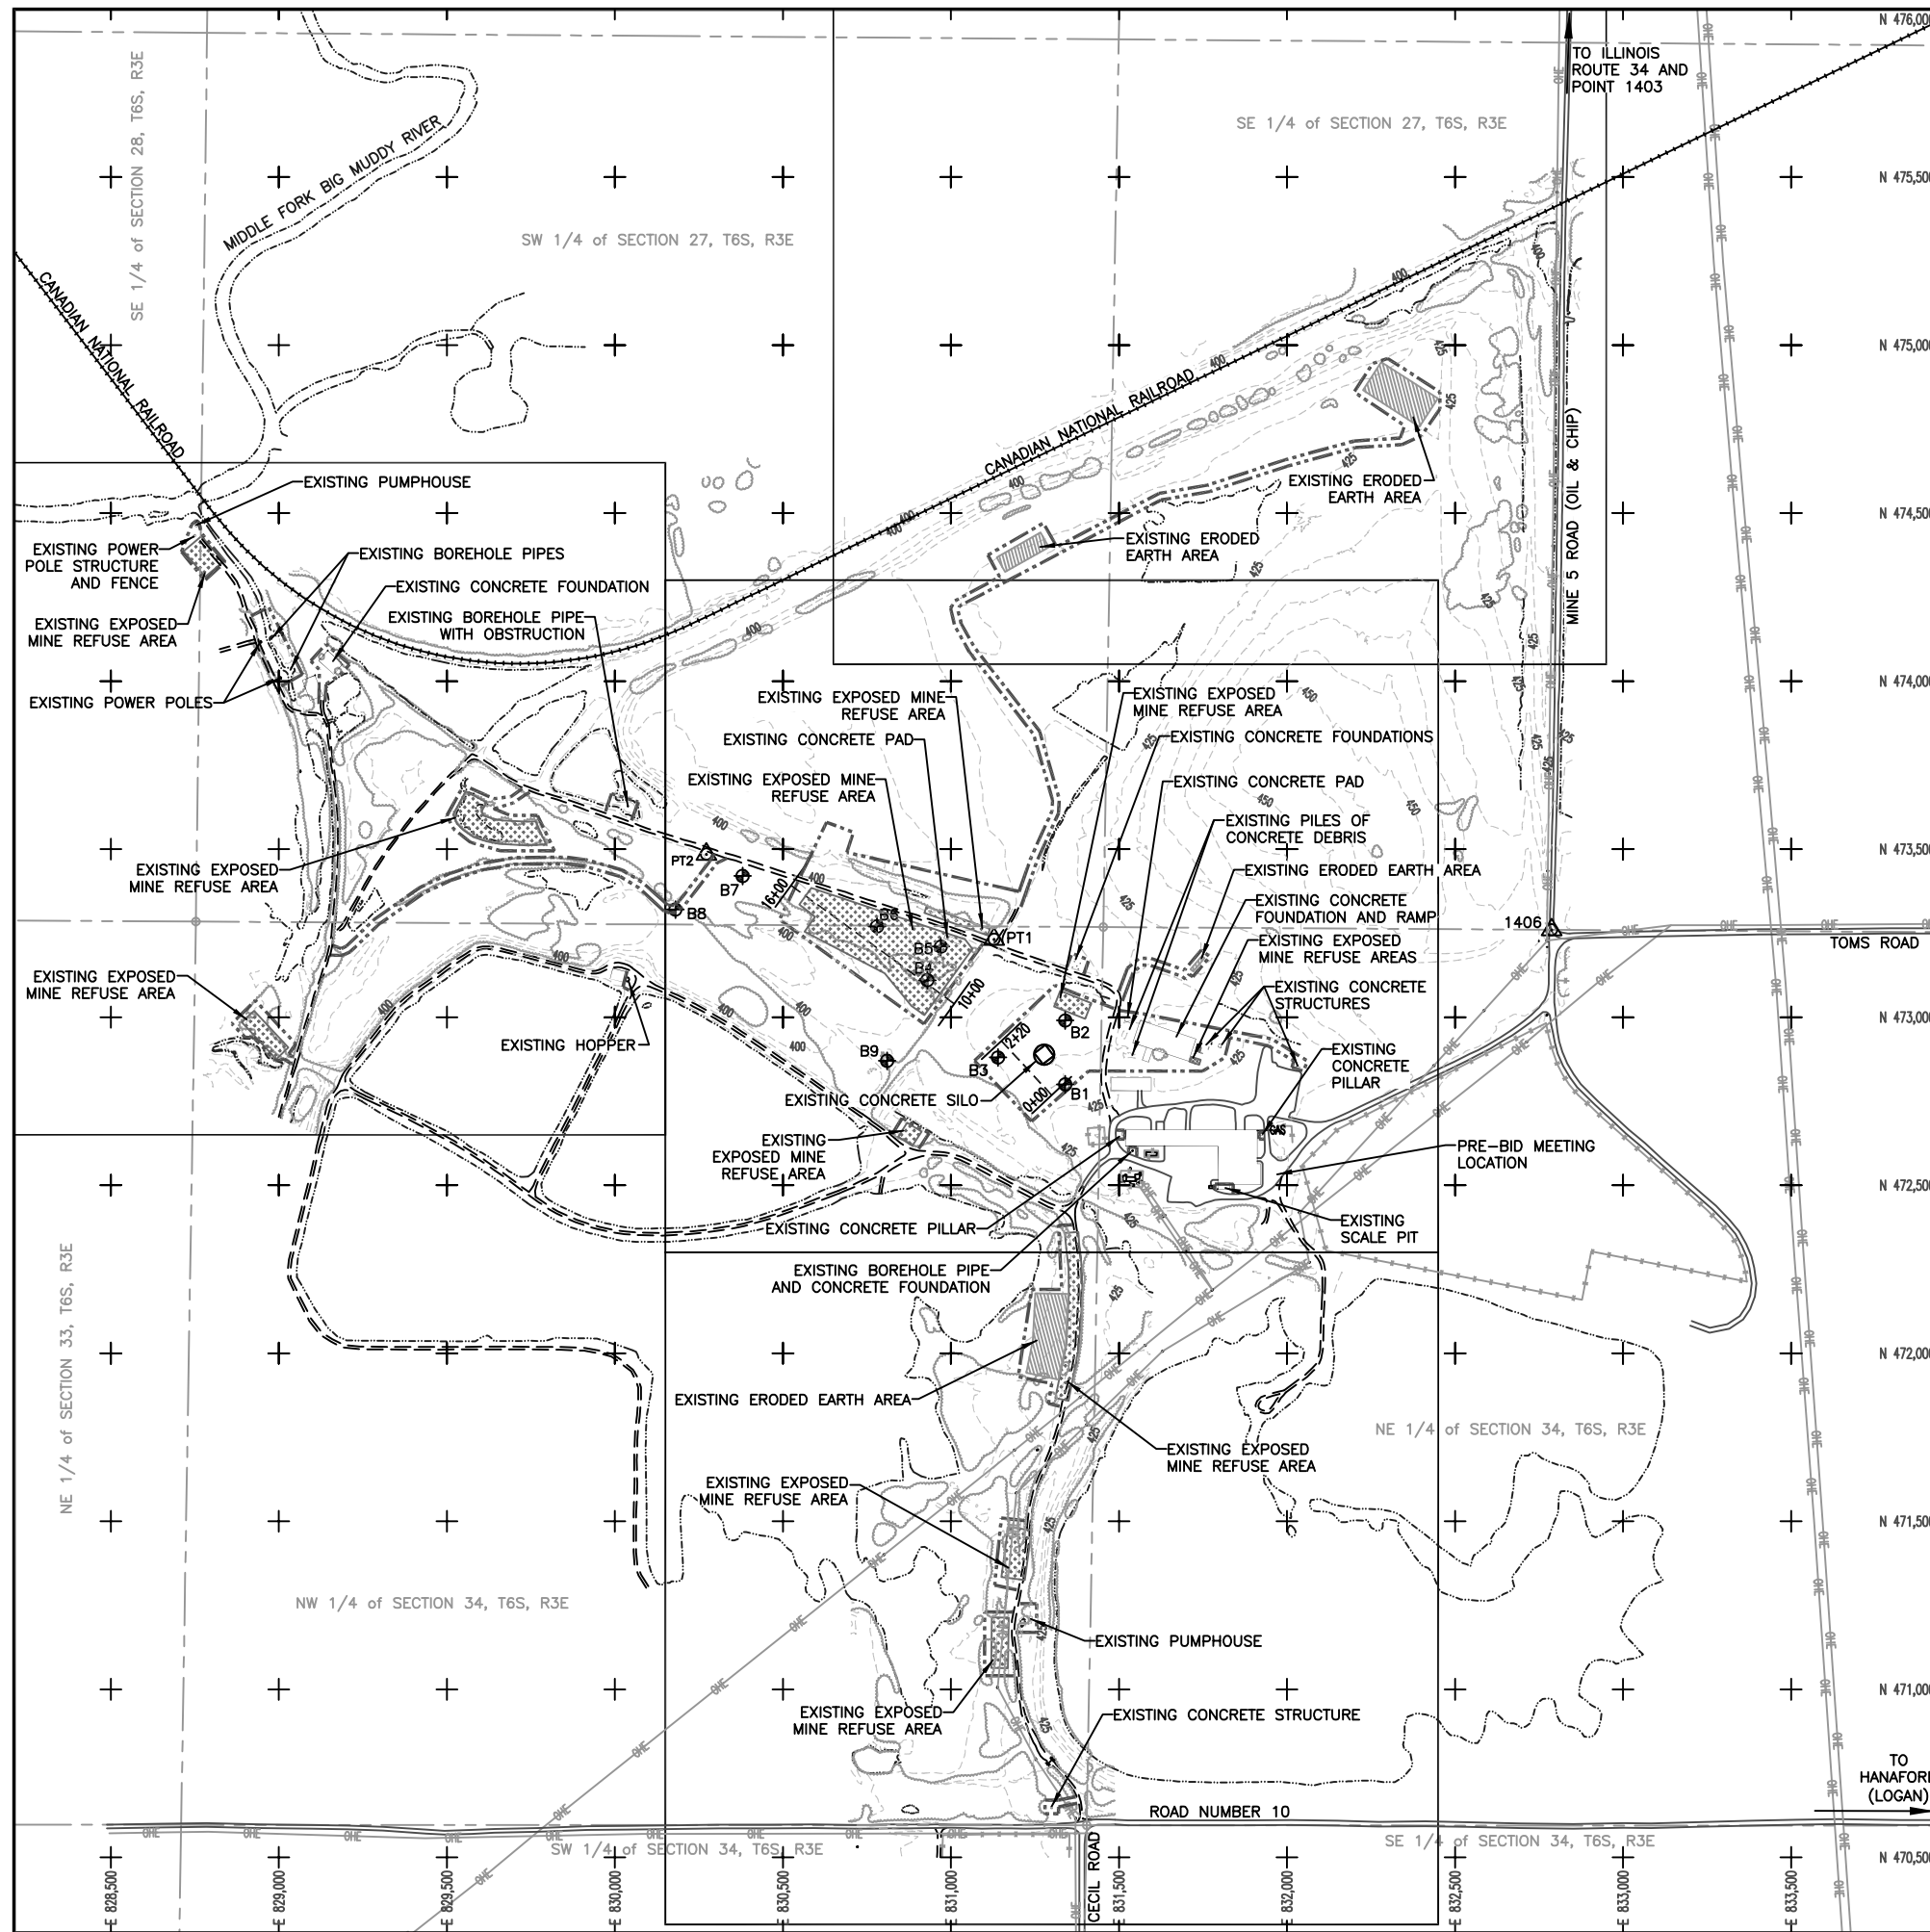 N 476,000
TO ILLINOIS
ROUTE 34 AND
POINT 1403
SE 1/4 of SECTION 28, T6S, R3E
MIDDLE FORK BIG MUDDY RIVER
SW 1/4 of SECTION 27, T6S, R3E
SE 1/4 of SECTION 27, T6S, R3E
N 475,500
CANADIAN NATIONAL RAILROAD
CANADIAN NATIONAL RAILROAD
N 475,000
MINE 5 ROAD (OIL & CHIP)
EXISTING ERODED
EARTH AREA
EXISTING PUMPHOUSE
N 474,500
EXISTING POWER
POLE STRUCTURE
AND FENCE
EXISTING BOREHOLE PIPES
EXISTING ERODED
EARTH AREA
EXISTING CONCRETE FOUNDATION
EXISTING EXPOSED
MINE REFUSE AREA
EXISTING BOREHOLE PIPE
WITH OBSTRUCTION
EXISTING POWER POLES
N 474,000
EXISTING EXPOSED MINE
REFUSE AREA
EXISTING EXPOSED
MINE REFUSE AREA
EXISTING CONCRETE PAD
EXISTING CONCRETE FOUNDATIONS
EXISTING EXPOSED MINE
REFUSE AREA
EXISTING CONCRETE PAD
EXISTING PILES OF
CONCRETE DEBRIS
N 473,500
EXISTING EXPOSED
MINE REFUSE AREA
PT2
B7
B8
16+00
EXISTING ERODED EARTH AREA
EXISTING CONCRETE
FOUNDATION AND RAMP
EXISTING EXPOSED
MINE REFUSE AREAS
B6
B5
B4
PT1
1406
TOMS ROAD
EXISTING EXPOSED
MINE REFUSE AREA
10+00
EXISTING CONCRETE
STRUCTURES
N 473,000
EXISTING HOPPER
B9
B3
12+20
B2
B1
0+00
EXISTING CONCRETE SILO
EXISTING
CONCRETE
PILLAR
GAS
EXISTING
EXPOSED MINE
REFUSE AREA
PRE-BID MEETING
LOCATION
N 472,500
EXISTING CONCRETE PILLAR
EXISTING
SCALE PIT
EXISTING BOREHOLE PIPE
AND CONCRETE FOUNDATION
NE 1/4 of SECTION 33, T6S, R3E
N 472,000
EXISTING ERODED EARTH AREA
NE 1/4 of SECTION 34, T6S, R3E
EXISTING EXPOSED
MINE REFUSE AREA
EXISTING EXPOSED
MINE REFUSE AREA
N 471,500
NW 1/4 of SECTION 34, T6S, R3E
EXISTING PUMPHOUSE
N 471,000
EXISTING EXPOSED
MINE REFUSE AREA
EXISTING CONCRETE STRUCTURE
TO
HANAFORD
(LOGAN)
ROAD NUMBER 10
SW 1/4 of SECTION 34, T6S, R3E
SE 1/4 of SECTION 34, T6S, R3E
N 470,500
CECIL ROAD
E 828,500
E 829,000
E 829,500
E 830,000
E 830,500
E 831,000
E 831,500
E 832,000
E 832,500
E 833,000
E 833,500
400
425
450
OHE